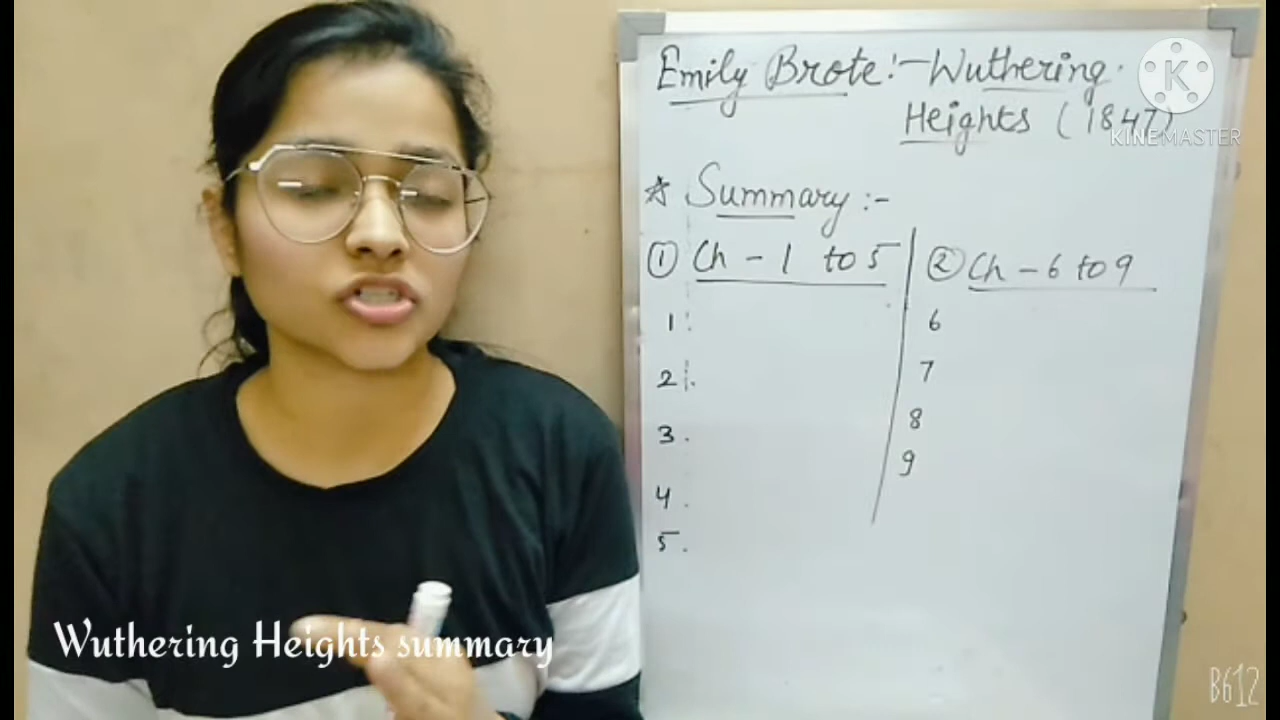 Emily Brote:- Wuthering
Heights (1847)
K
KINEMASTER
☆ Summary :-
① Ch - 1 to 5
1.
2.
3.
4.
5.
② Ch - 6 to 9
6
7
8
9
Wuthering Heights summary
B612